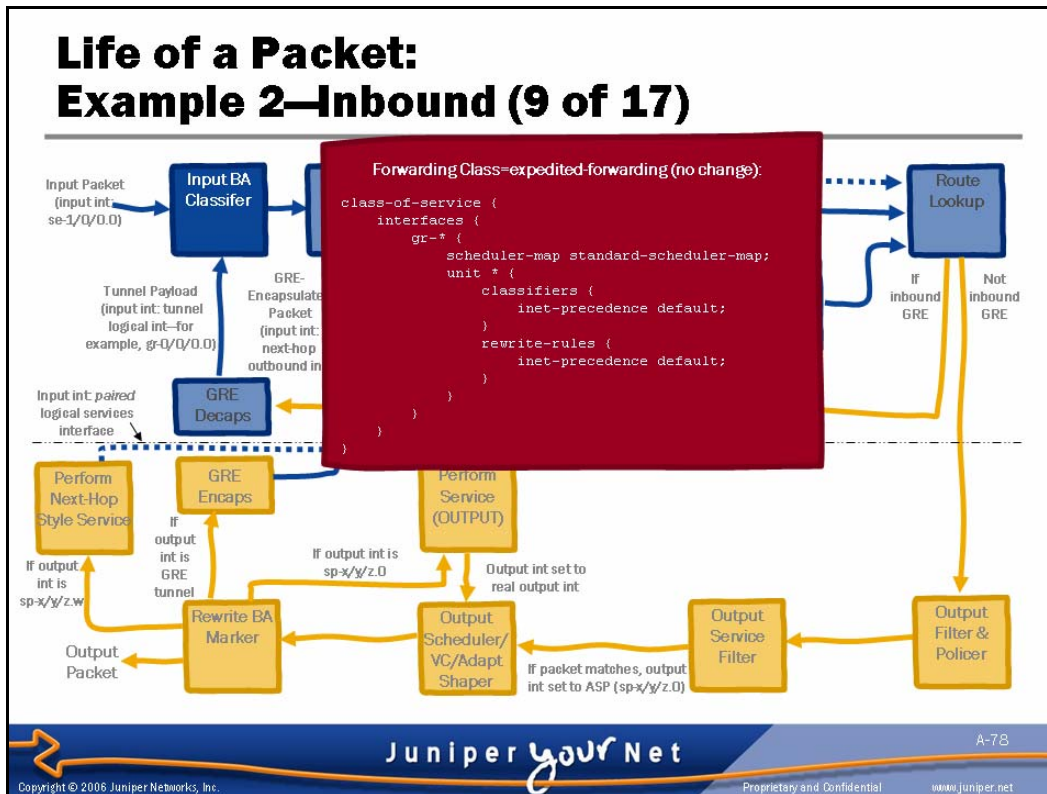 Life of a Packet:
Example 2—Inbound (9 of 17)
Input Packet
(input int:
se-1/0/0.0)
Input BA
Classifer
Forwarding Class=expedited-forwarding (no change):
class-of-service {
interfaces {
gr-* {
scheduler-map standard-scheduler-map;
unit * {
classifiers {
inet-precedence default;
}
rewrite-rules {
inet-precedence default;
}
}
}
}
}
Route
Lookup
Tunnel Payload
(input int: tunnel
logical int—for
example, gr-0/0/0.0)
GRE-
Encapsulate
Packet
(input int:
next-hop
outbound in
If
inbound
GRE
Not
inbound
GRE
Input int: paired
logical services
interface
GRE
Decaps
Perform
Next-Hop
Style Service
GRE
Encaps
Perform
Service
(OUTPUT)
If output
int is
sp-x/y/z.w
If
output
int is
GRE
tunnel
If output int is
sp-x/y/z.0
Output int set to
real output int
Rewrite BA
Marker
Output
Scheduler/
VC/Adapt
Shaper
Output
Service
Filter
Output
Filter &
Policer
Output
Packet
If packet matches, output
int set to ASP (sp-x/y/z.0)
Juniper your Net
A-78
Copyright © 2006 Juniper Networks, Inc.
Proprietary and Confidential
www.juniper.net